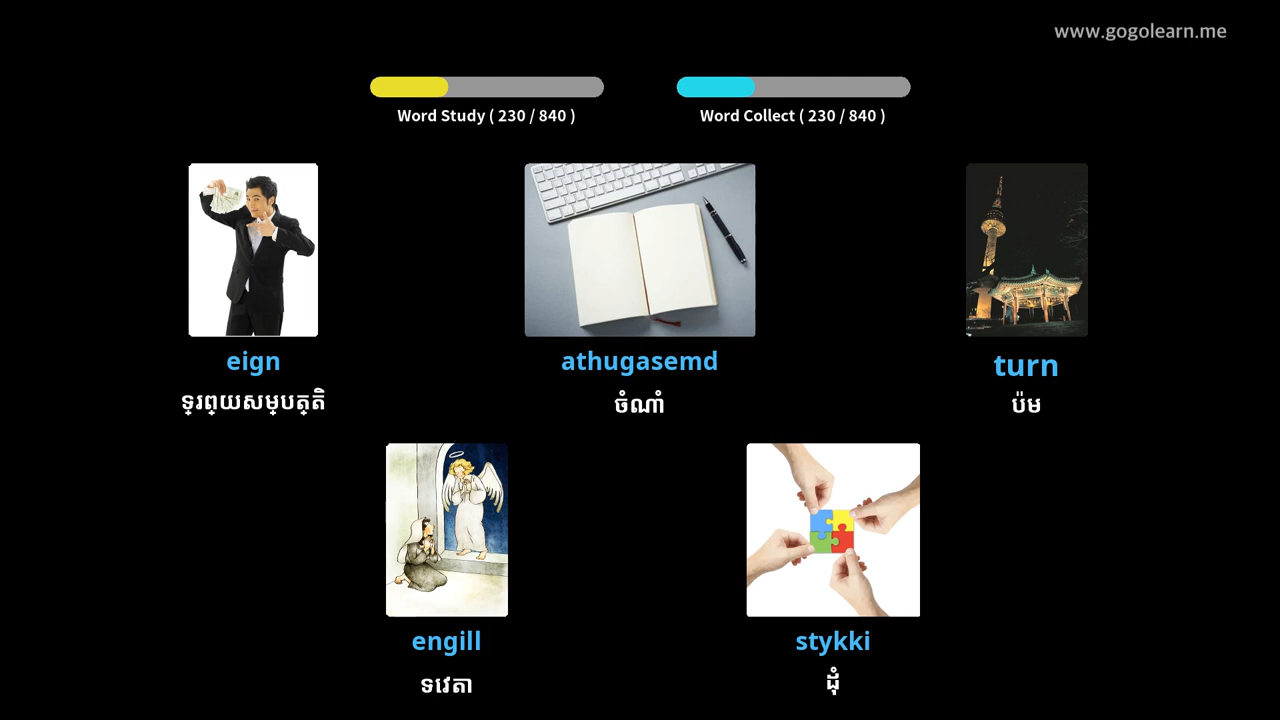 www.gogolearn.me
Word Study ( 230 / 840 )
Word Collect ( 230 / 840 )
eign
ទ្រព្យសម្បត្តិ
athugasemd
ចំណាំ
turn
ប៉ម
engill
ទវេតា
stykki
ដុំ